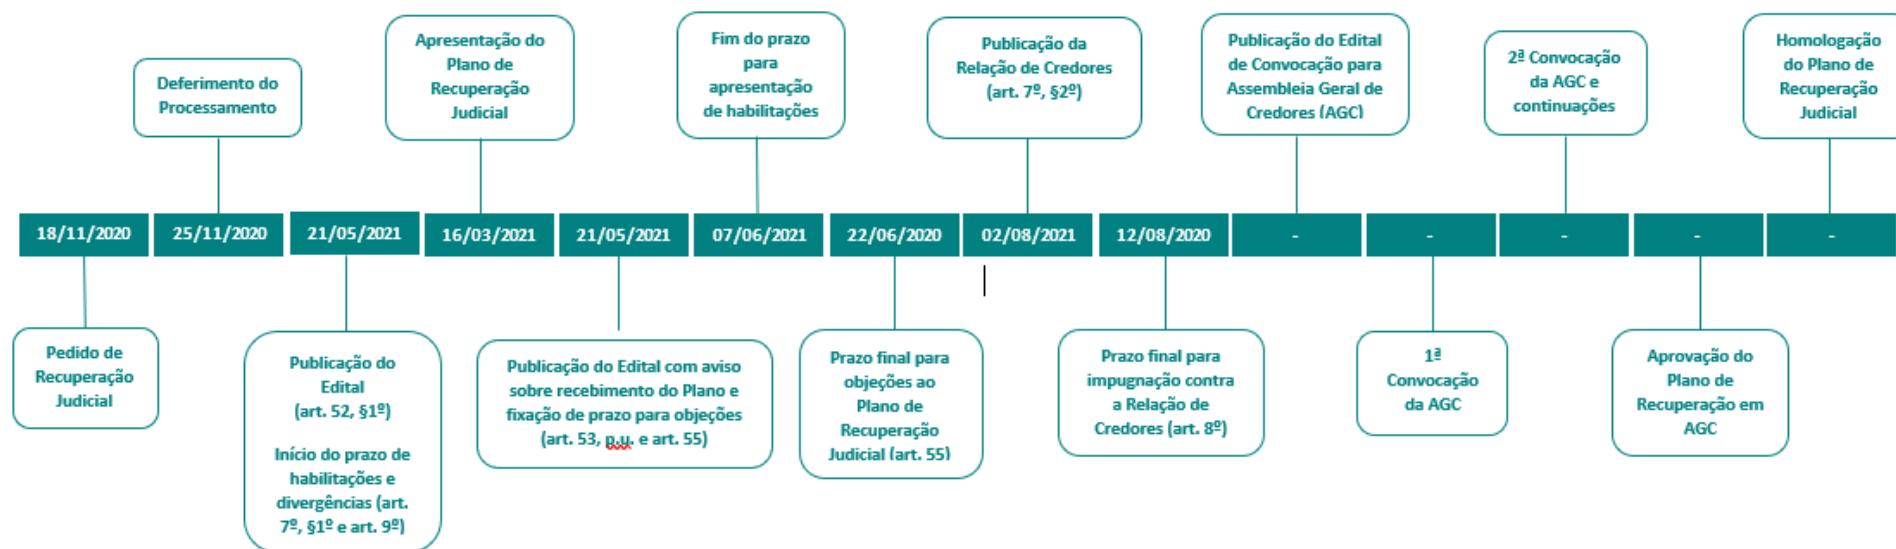 Deferimento do
Processamento
Apresentação do
Plano de
Recuperação
Judicial
Fim do prazo
para
apresentação
de habilitações
Publicação da
Relação de Credores
(art. 7º, §2º)
Publicação do Edital
de Convocação para
Assembleia Geral de
Credores (AGC)
2ª Convocação
da AGC e
continuações
Homologação
do Plano de
Recuperação
Judicial
18/11/2020
25/11/2020
21/05/2021
16/03/2021
21/05/2021
07/06/2021
22/06/2020
02/08/2021
12/08/2020
-
-
-
-
-
Pedido de
Recuperação
Judicial
Publicação do
Edital
(art. 52, §1º)
Início do prazo de
habilitações e
divergências (art.
7º, §1º e art. 9º)
Publicação do Edital com aviso
sobre recebimento do Plano e
fixação de prazo para objeções
(art. 53, p.u. e art. 55)
Prazo final para
objeções ao
Plano de
Recuperação
Judicial (art. 55)
Prazo final para
impugnação contra
a Relação de
Credores (art. 8º)
1ª
Convocação
da AGC
Aprovação do
Plano de
Recuperação em
AGC